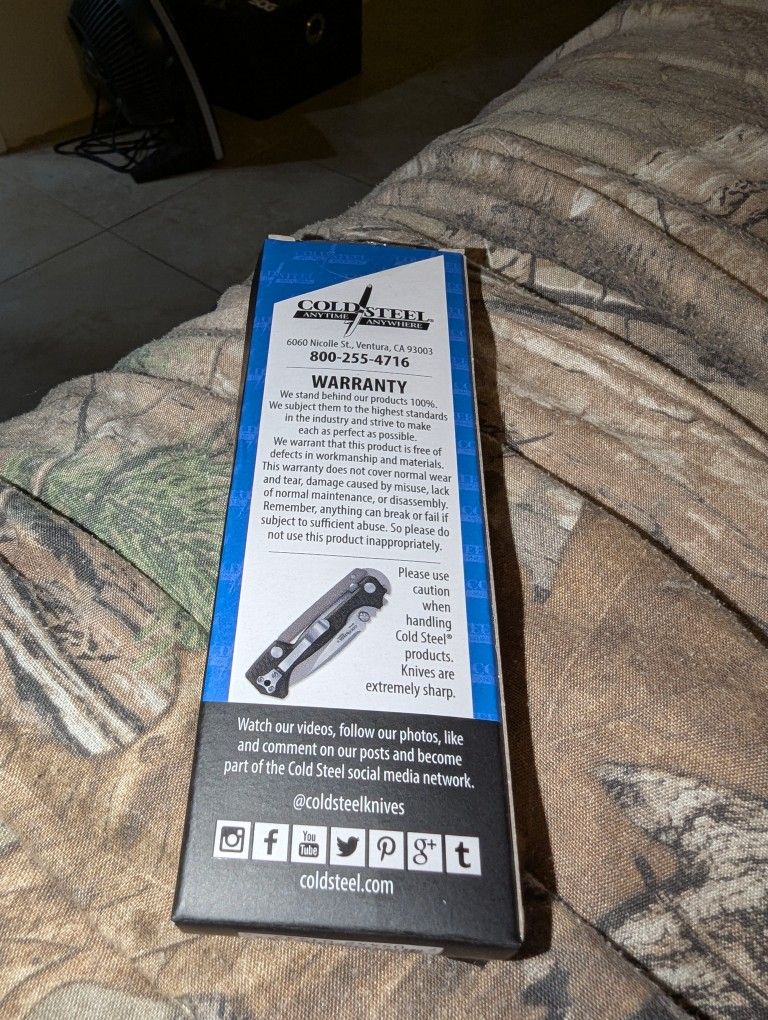 COLD STEEL®
ANYTIME ANYWHERE
6060 Nicolle St., Ventura, CA 93003
800-255-4716
WARRANTY
We stand behind our products 100%.
We subject them to the highest standards
in the industry and strive to make
each as perfect as possible.
We warrant that this product is free of
defects in workmanship and materials.
This warranty does not cover normal wear
and tear, damage caused by misuse, lack
of normal maintenance, or disassembly.
Remember, anything can break or fail if
subject to sufficient abuse. So please do
not use this product inappropriately.
Please use
caution
when
handling
Cold Steel®
products.
Knives are
extremely sharp.
Watch our videos, follow our photos, like
and comment on our posts and become
part of the Cold Steel social media network.
@coldsteelknives
f You Tube g+ t
coldsteel.com